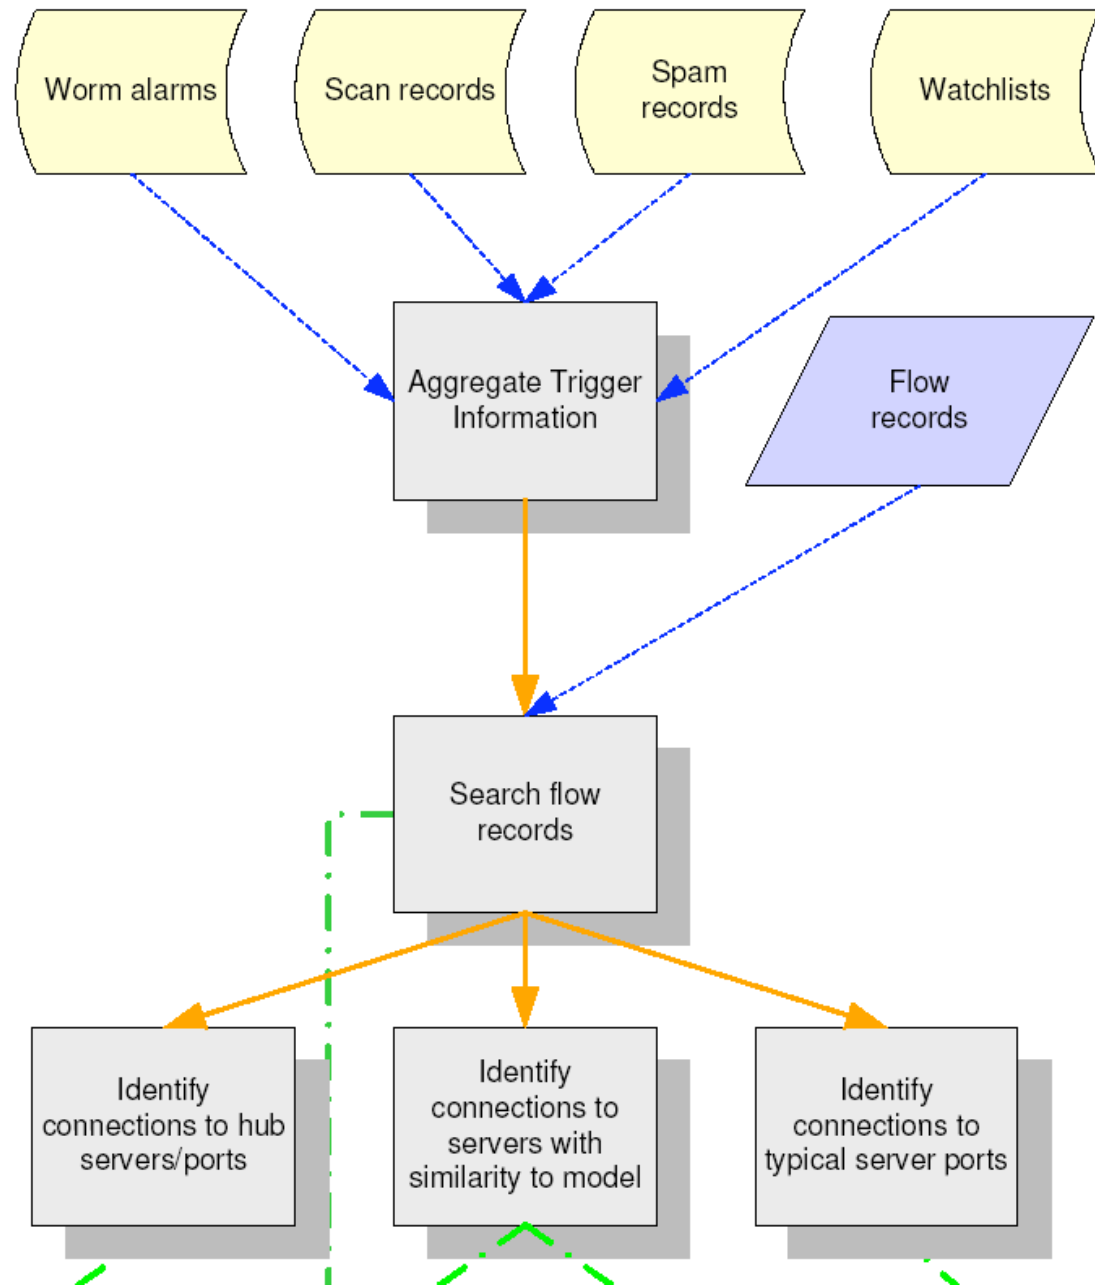 Worm alarms
Scan records
Spam
records
Watchlists
Aggregate Trigger
Information
Flow
records
Search flow
records
Identify
connections to hub
servers/ports
Identify
connections to
servers with
similarity to model
Identify
connections to
typical server ports